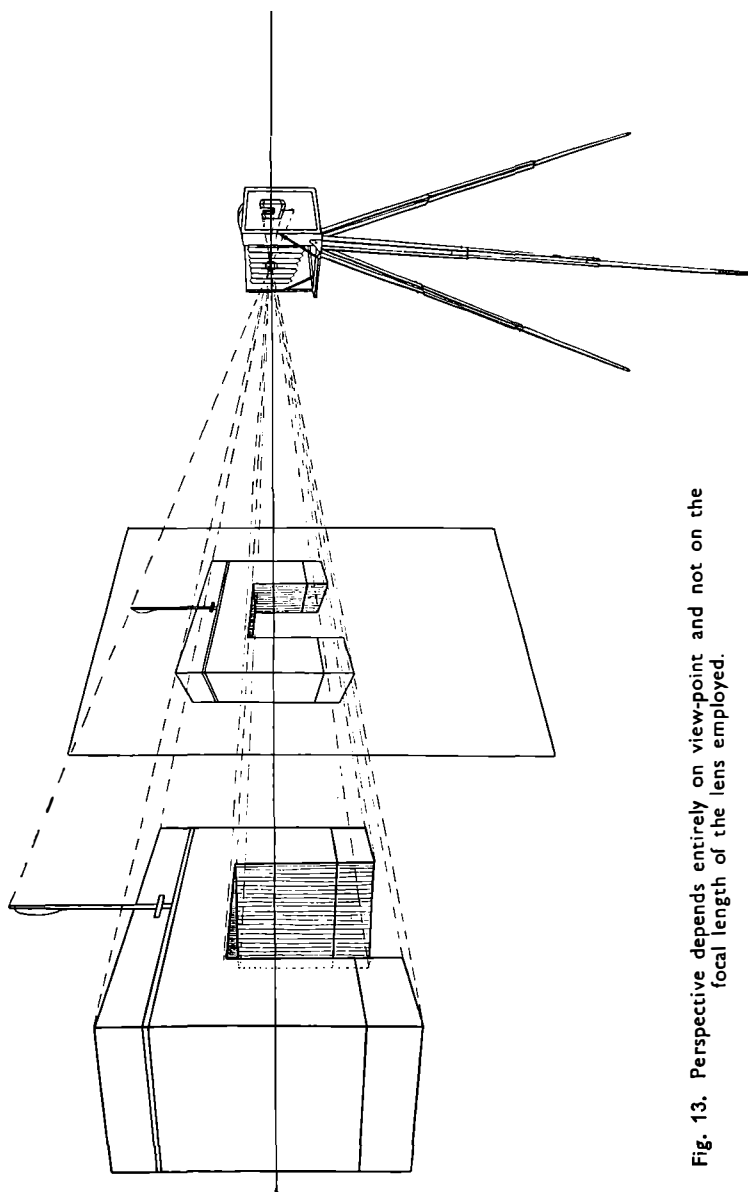 Fig. 13. Perspective depends entirely on view-point and not on the
focal length of the lens employed.